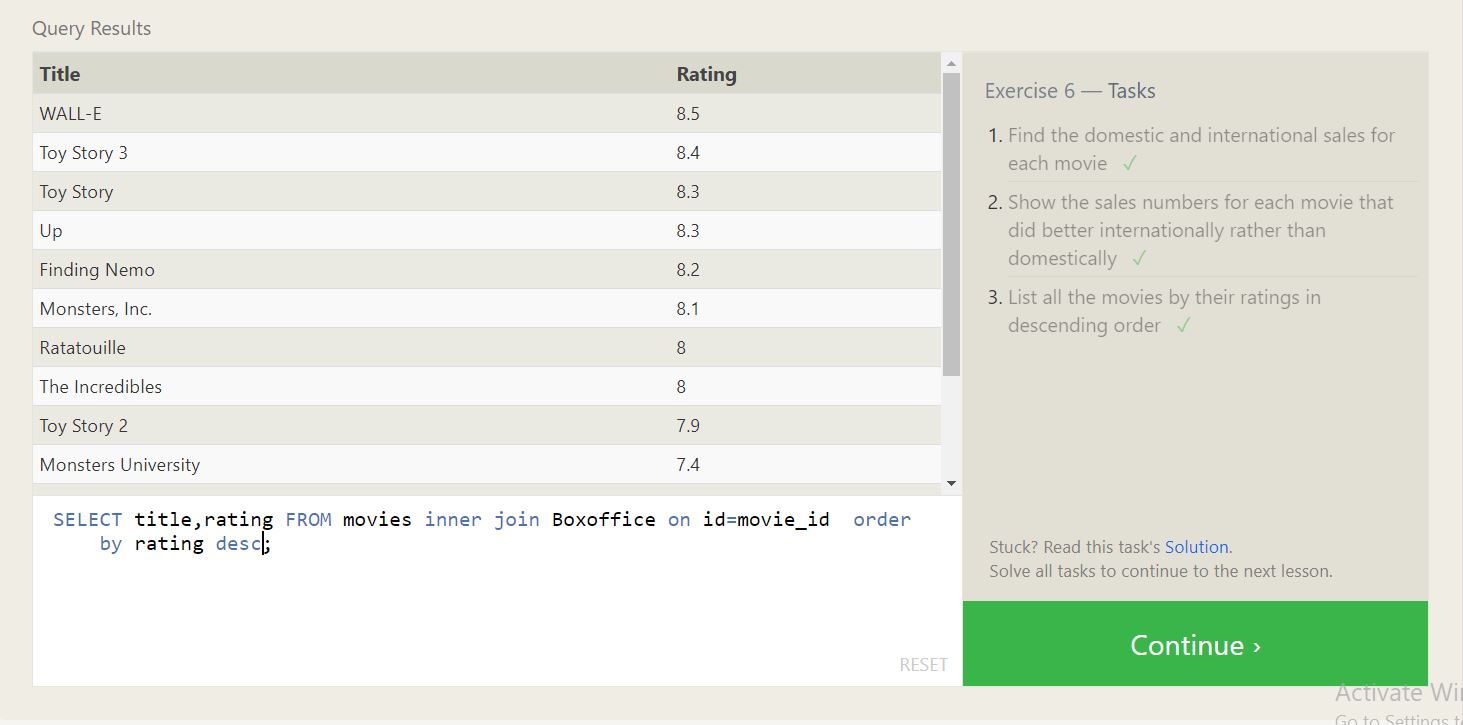 Query Results
Title Rating
WALL-E 8.5
Toy Story 3 8.4
Toy Story 8.3
Up 8.3
Finding Nemo 8.2
Monsters, Inc. 8.1
Ratatouille 8
The Incredibles 8
Toy Story 2 7.9
Monsters University 7.4
SELECT title,rating FROM movies inner join Boxoffice on id=movie_id  order
by rating desc;
RESET
Exercise 6 — Tasks
1. Find the domestic and international sales for
each movie ✓
2. Show the sales numbers for each movie that
did better internationally rather than
domestically ✓
3. List all the movies by their ratings in
descending order ✓
Stuck? Read this task's Solution.
Solve all tasks to continue to the next lesson.
Continue ›
Activate Wi
Go to Settings t